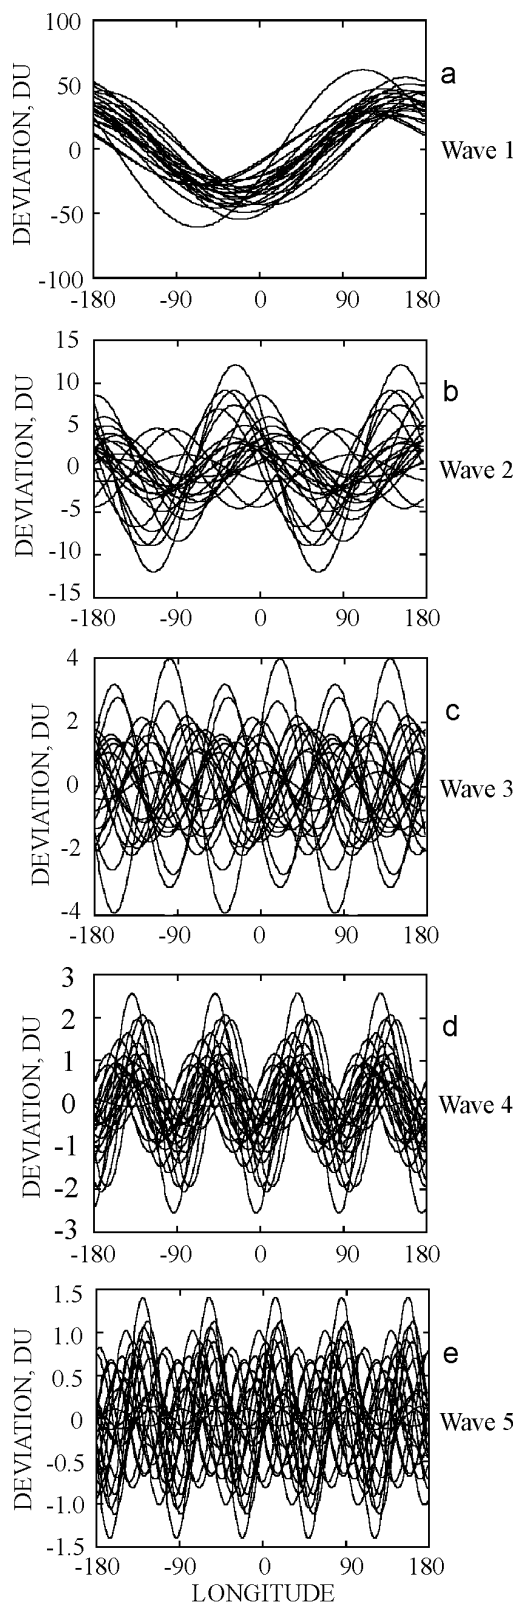 100
50
0
-50
-100
DEVIATION, DU
-180 -90 0 90 180
a
Wave 1
15
10
5
0
-5
-10
-15
DEVIATION, DU
-180 -90 0 90 180
b
Wave 2
4
2
0
-2
-4
DEVIATION, DU
-180 -90 0 90 180
c
Wave 3
3
2
1
0
-1
-2
-3
DEVIATION, DU
-180 -90 0 90 180
d
Wave 4
1.5
1.0
0.5
0
-0.5
-1.0
-1.5
DEVIATION, DU
-180 -90 0 90 180
e
Wave 5
LONGITUDE